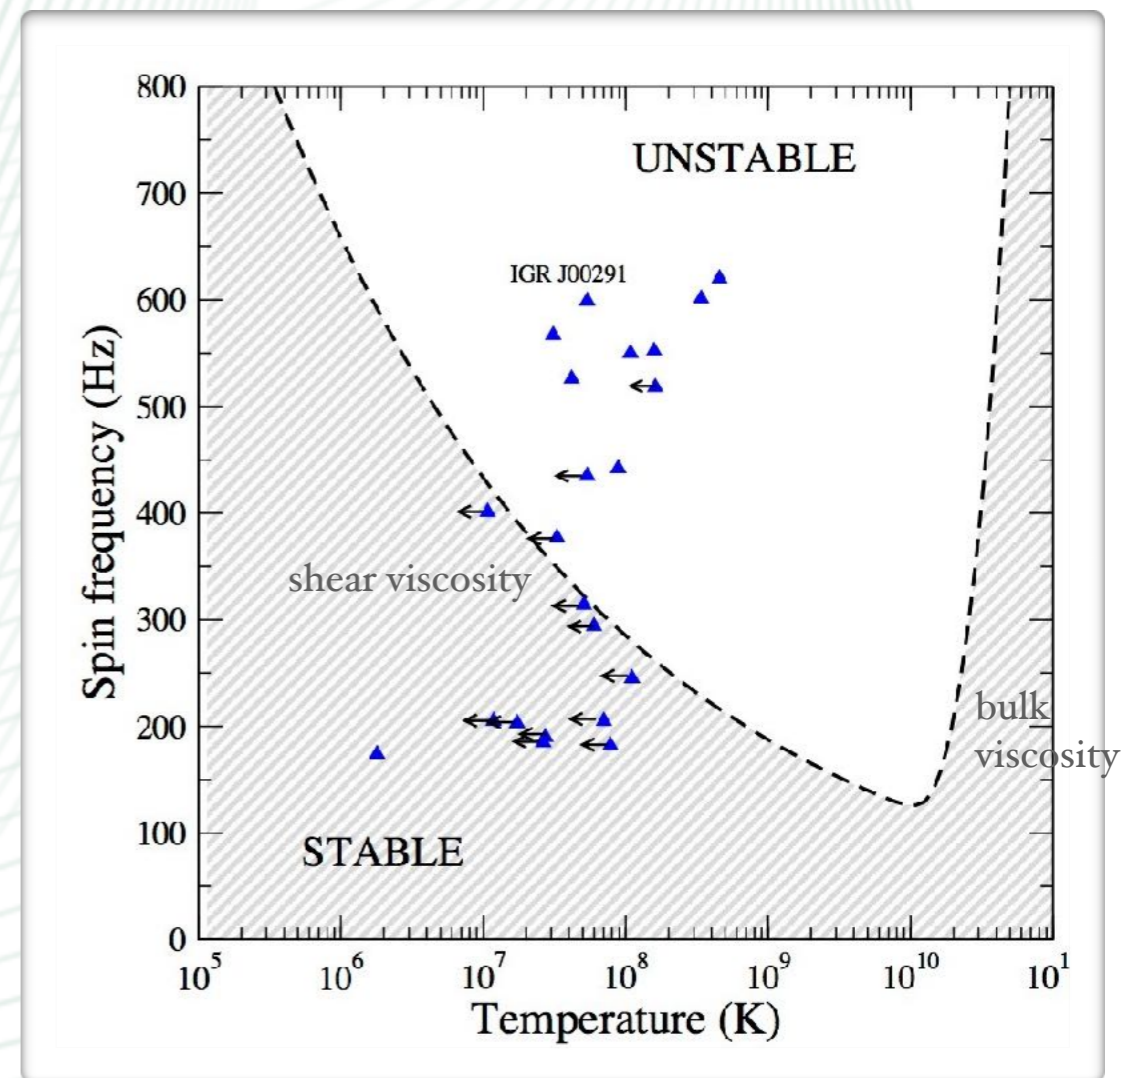 800
700
600
500
400
300
200
100
0
Spin frequency (Hz)
UNSTABLE
IGR J00291
shear viscosity
bulk
viscosity
STABLE
10^5 10^6 10^7 10^8 10^9 10^10 10^1
Temperature (K)